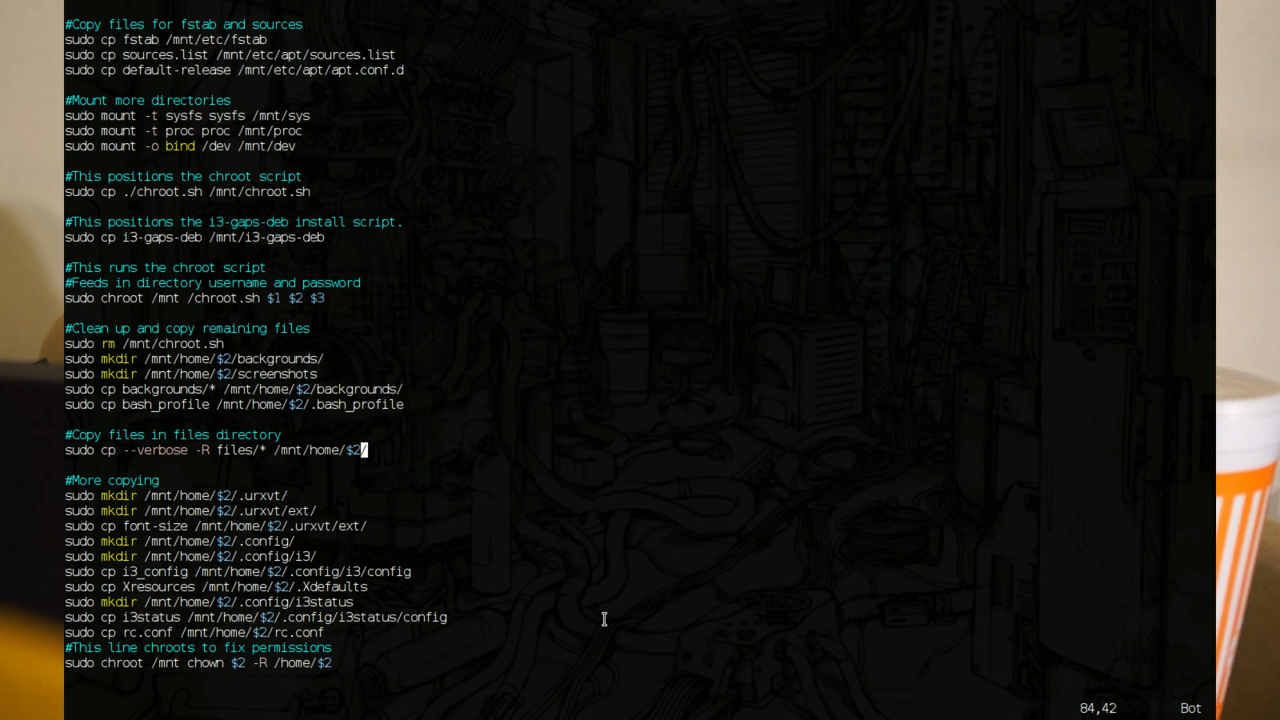 #Copy files for fstab and sources
sudo cp fstab /mnt/etc/fstab
sudo cp sources.list /mnt/etc/apt/sources.list
sudo cp default-release /mnt/etc/apt/apt.conf.d
#Mount more directories
sudo mount -t sysfs sysfs /mnt/sys
sudo mount -t proc proc /mnt/proc
sudo mount -o bind /dev /mnt/dev
#This positions the chroot script
sudo cp ./chroot.sh /mnt/chroot.sh
#This positions the i3-gaps-deb install script.
sudo cp i3-gaps-deb /mnt/i3-gaps-deb
#This runs the chroot script
#Feeds in directory username and password
sudo chroot /mnt /chroot.sh $1 $2 $3
#Clean up and copy remaining files
sudo rm /mnt/chroot.sh
sudo mkdir /mnt/home/$2/backgrounds/
sudo mkdir /mnt/home/$2/screenshots
sudo cp backgrounds/* /mnt/home/$2/backgrounds/
sudo cp bash_profile /mnt/home/$2/.bash_profile
#Copy files in files directory
sudo cp --verbose -R files/* /mnt/home/$2/
#More copying
sudo mkdir /mnt/home/$2/.urxvt/
sudo mkdir /mnt/home/$2/.urxvt/ext/
sudo cp font-size /mnt/home/$2/.urxvt/ext/
sudo mkdir /mnt/home/$2/.config/
sudo mkdir /mnt/home/$2/.config/i3/
sudo cp i3_config /mnt/home/$2/.config/i3/config
sudo cp Xresources /mnt/home/$2/.Xdefaults
sudo mkdir /mnt/home/$2/.config/i3status
sudo cp i3status /mnt/home/$2/.config/i3status/config
sudo cp rc.conf /mnt/home/$2/rc.conf
#This line chroots to fix permissions
sudo chroot /mnt chown $2 -R /home/$2
84,42 Bot